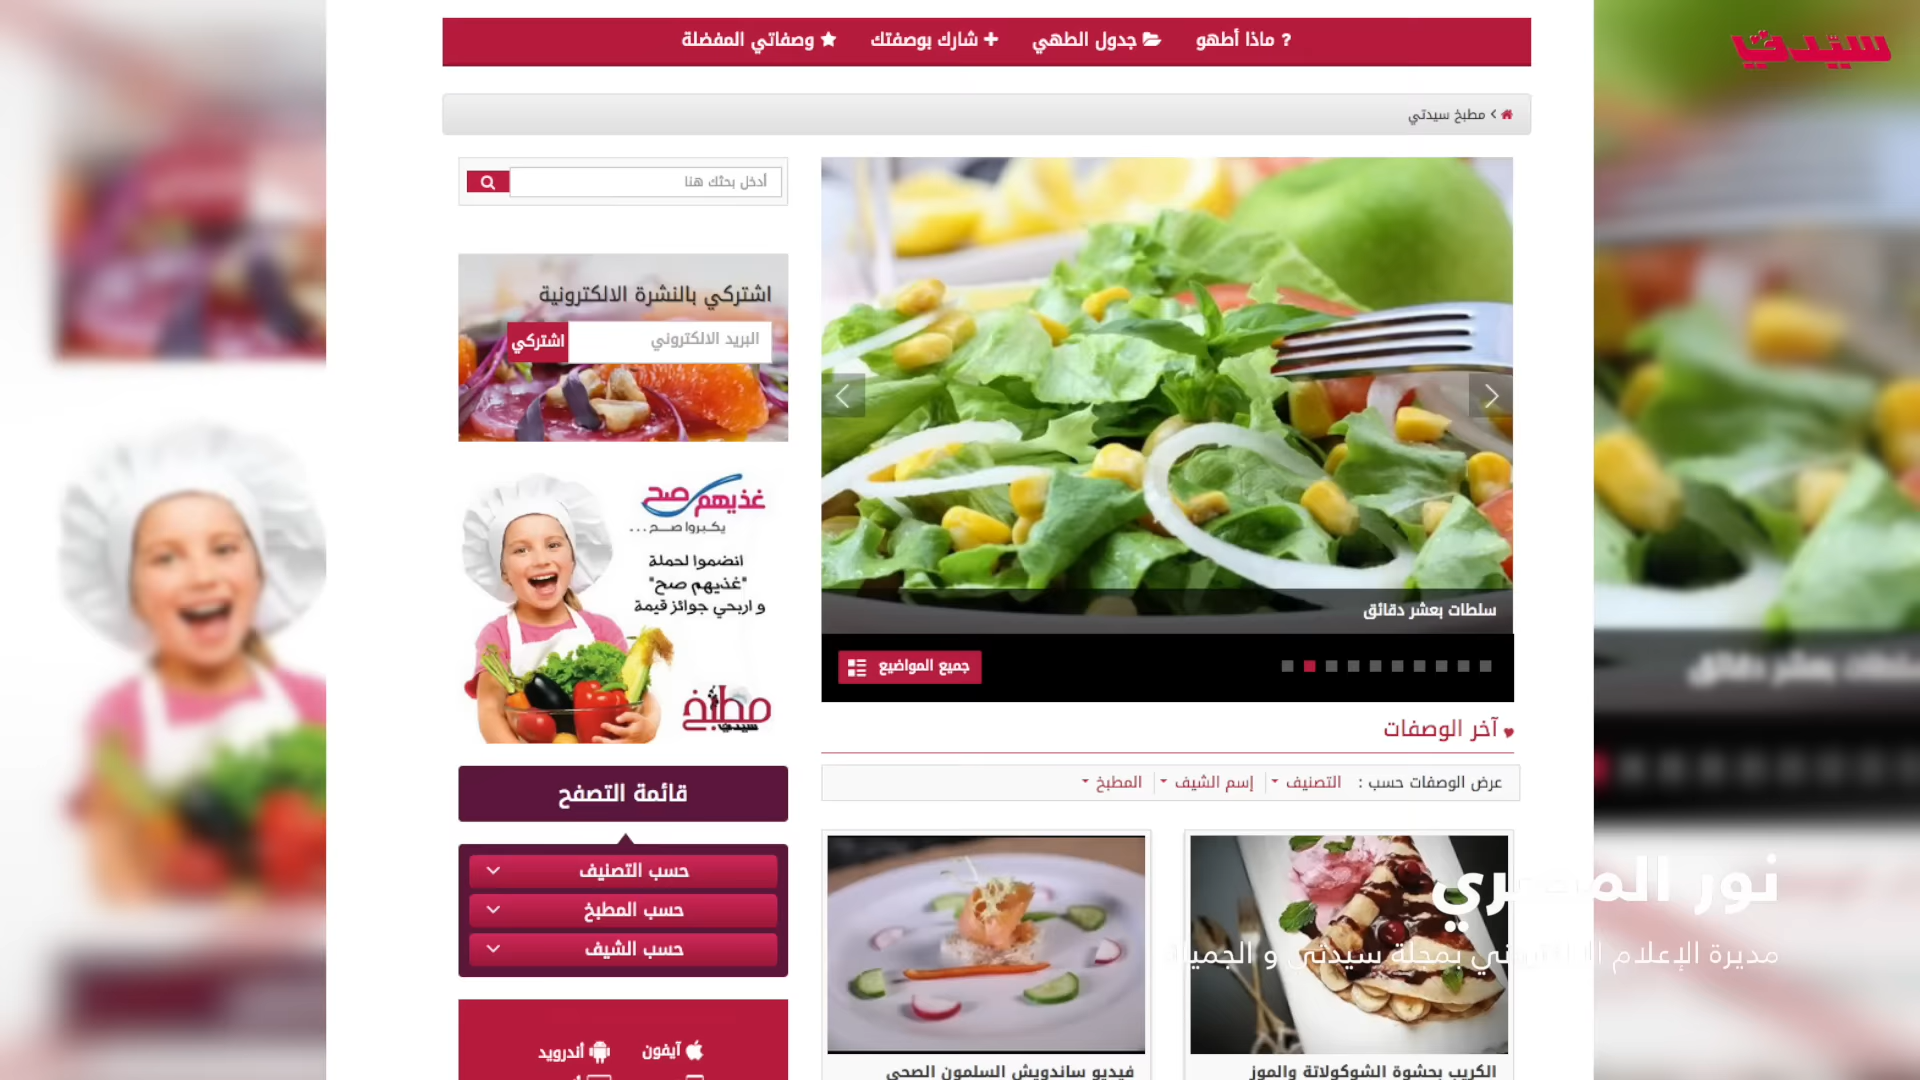 سيّدتي
? ماذا أطهو
جدول الطهي
شارك بوصفتك
وصفاتي المفضلة
مطبخ سيدتي
أدخل بحثك هنا
اشتركي بالنشرة الالكترونية
البريد الالكتروني
اشتركي
غذيهم صح
يكبروا صح...
انضموا لحملة
"غذيهم صح"
و اربحي جوائز قيمة
مطبخ
سيدتي
سلطات بعشر دقائق
جميع المواضيع
آخر الوصفات
عرض الوصفات حسب : التصنيف إسم الشيف المطبخ
قائمة التصفح
حسب التصنيف
حسب المطبخ
حسب الشيف
آيفون
أندرويد
نور المصري
مديرة الإعلام الإلكتروني بمجلة سيدتي و الجميلة
الكريب بحشوة الشوكولاتة والموز
فيديو ساندويش السلمون الصحي